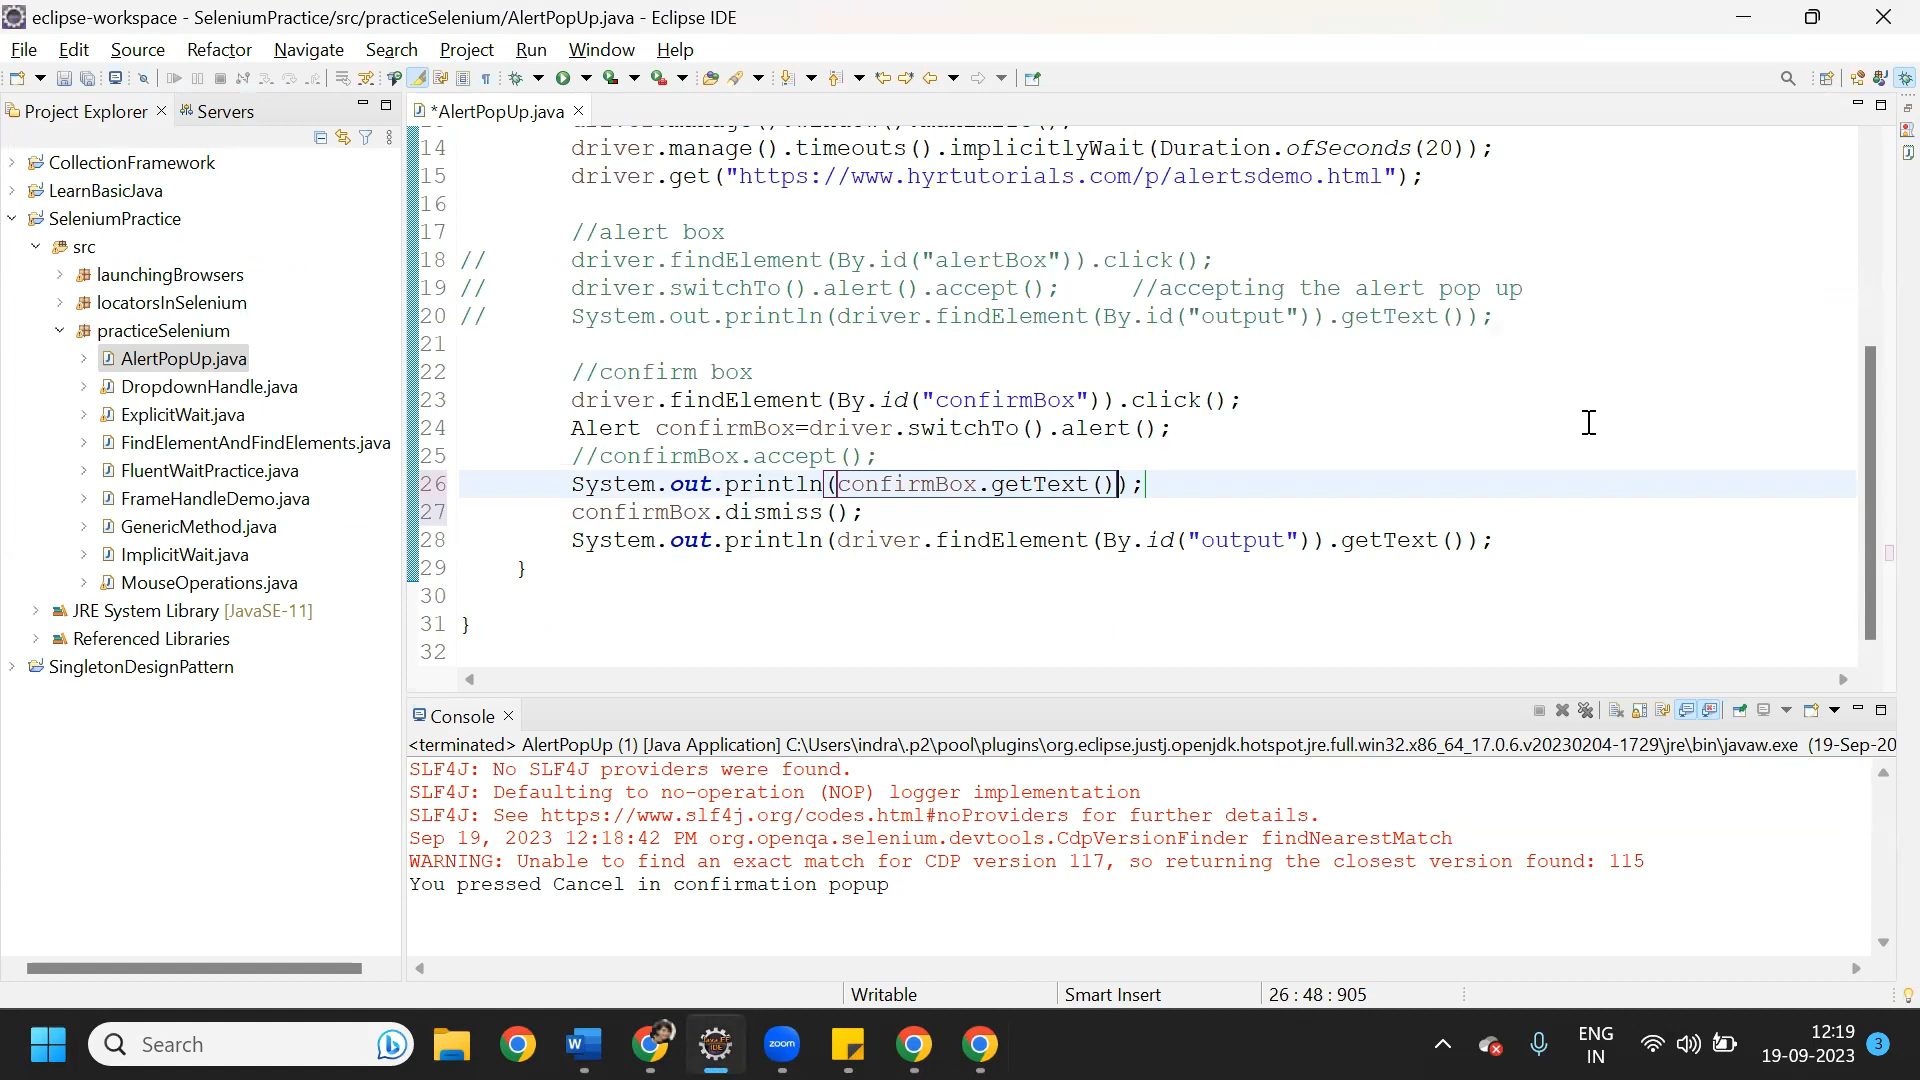 eclipse-workspace - SeleniumPractice/src/practiceSelenium/AlertPopUp.java - Eclipse IDE
File Edit Source Refactor Navigate Search Project Run Window Help
Project Explorer Servers
*AlertPopUp.java
CollectionFramework
LearnBasicJava
SeleniumPractice
src
launchingBrowsers
locatorsInSelenium
practiceSelenium
AlertPopUp.java
DropdownHandle.java
ExplicitWait.java
FindElementAndFindElements.java
FluentWaitPractice.java
FrameHandleDemo.java
GenericMethod.java
ImplicitWait.java
MouseOperations.java
JRE System Library [JavaSE-11]
Referenced Libraries
SingletonDesignPattern
14 driver.manage().timeouts().implicitlyWait(Duration.ofSeconds(20));
15 driver.get("https://www.hyrtutorials.com/p/alertsdemo.html");
16
17 //alert box
18 // driver.findElement(By.id("alertBox")).click();
19 // driver.switchTo().alert().accept(); //accepting the alert pop up
20 // System.out.println(driver.findElement(By.id("output")).getText());
21
22 //confirm box
23 driver.findElement(By.id("confirmBox")).click();
24 Alert confirmBox=driver.switchTo().alert();
25 //confirmBox.accept();
26 System.out.println(confirmBox.getText());
27 confirmBox.dismiss();
28 System.out.println(driver.findElement(By.id("output")).getText());
29 }
30
31 }
32
Console
<terminated> AlertPopUp (1) [Java Application] C:\Users\indra\.p2\pool\plugins\org.eclipse.justj.openjdk.hotspot.jre.full.win32.x86_64_17.0.6.v20230204-1729\jre\bin\javaw.exe (19-Sep-20
SLF4J: No SLF4J providers were found.
SLF4J: Defaulting to no-operation (NOP) logger implementation
SLF4J: See https://www.slf4j.org/codes.html#noProviders for further details.
Sep 19, 2023 12:18:42 PM org.openqa.selenium.devtools.CdpVersionFinder findNearestMatch
WARNING: Unable to find an exact match for CDP version 117, so returning the closest version found: 115
You pressed Cancel in confirmation popup
Writable Smart Insert 26 : 48 : 905
Search
zoom
ENG
IN
12:19
19-09-2023
3